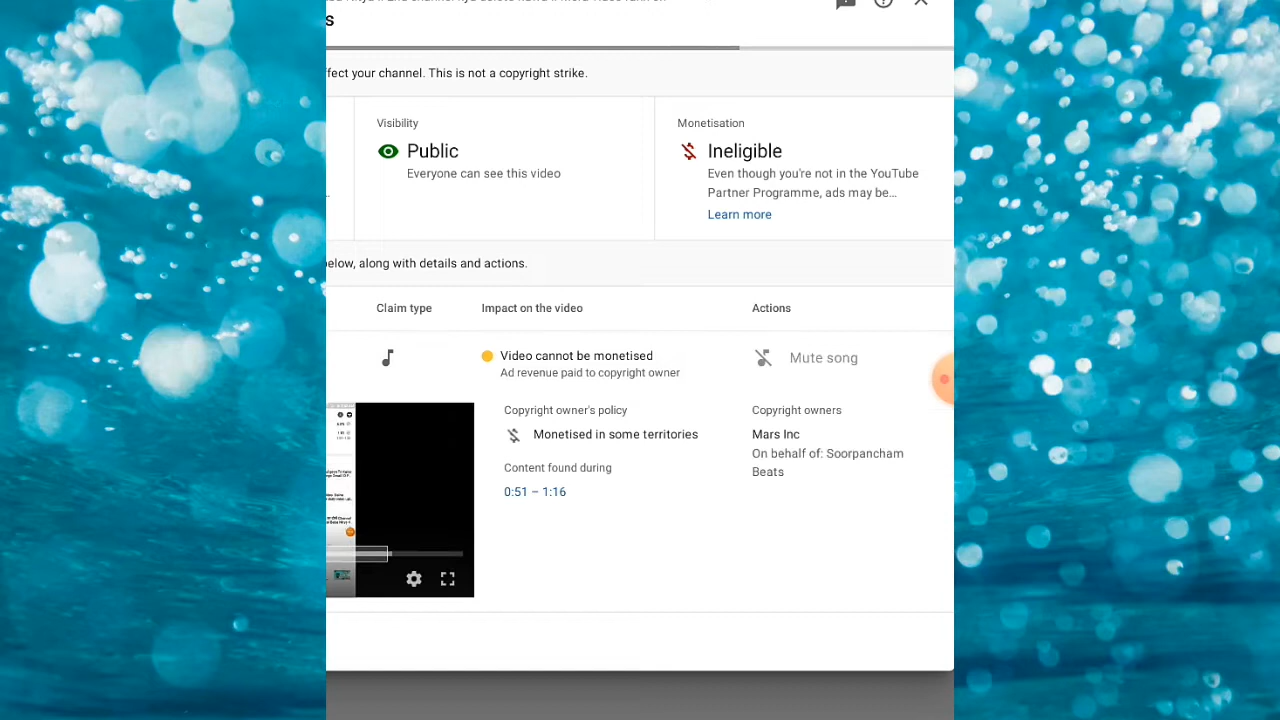 s
ffect your channel. This is not a copyright strike.
Visibility
Public
Everyone can see this video
Monetisation
Ineligible
Even though you're not in the YouTube
Partner Programme, ads may be…
Learn more
below, along with details and actions.
Claim type
Impact on the video
Actions
Video cannot be monetised
Ad revenue paid to copyright owner
Mute song
Copyright owner's policy
Monetised in some territories
Content found during
0:51 – 1:16
Copyright owners
Mars Inc
On behalf of: Soorpancham
Beats